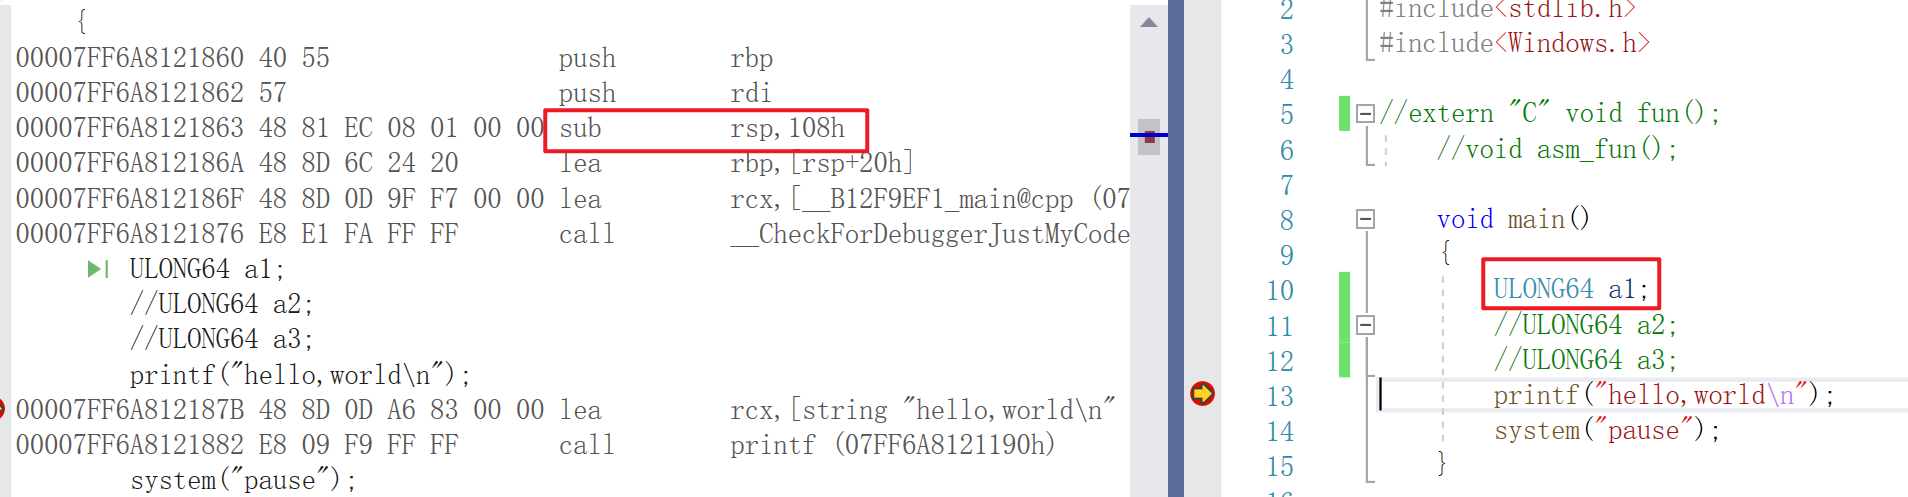 {
00007FF6A8121860 40 55 push rbp
00007FF6A8121862 57 push rdi
00007FF6A8121863 48 81 EC 08 01 00 00 sub rsp,108h
00007FF6A812186A 48 8D 6C 24 20 lea rbp,[rsp+20h]
00007FF6A812186F 48 8D 0D 9F F7 00 00 lea rcx,[__B12F9EF1_main@cpp (07
00007FF6A8121876 E8 E1 FA FF FF call __CheckForDebuggerJustMyCode
ULONG64 a1;
//ULONG64 a2;
//ULONG64 a3;
printf("hello,world\n");
00007FF6A812187B 48 8D 0D A6 83 00 00 lea rcx,[string "hello,world\n"
00007FF6A8121882 E8 09 F9 FF FF call printf (07FF6A8121190h)
system("pause");
2 #include<stdlib.h>
3 #include<Windows.h>
4
5 //extern "C" void fun();
6 //void asm_fun();
7
8 void main()
9 {
10 ULONG64 a1;
11 //ULONG64 a2;
12 //ULONG64 a3;
13 printf("hello,world\n");
14 system("pause");
15 }